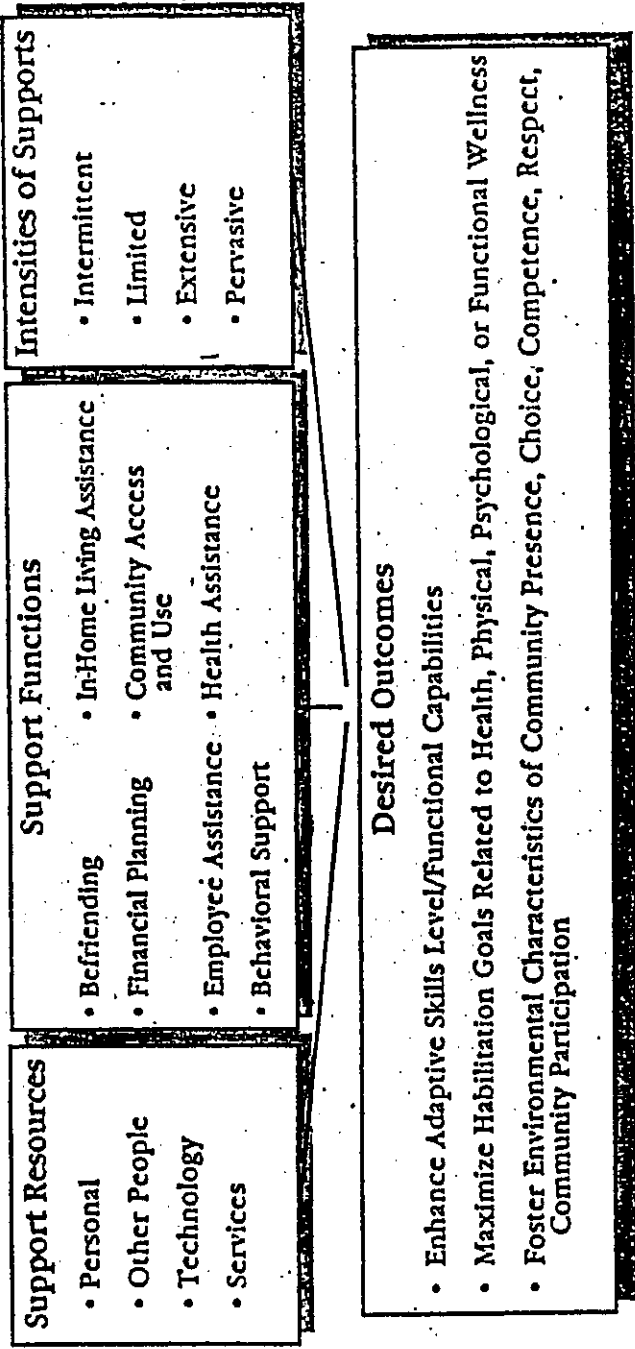 Support Resources
• Personal
• Other People
• Technology
• Services
Support Functions
• Befriending
• Financial Planning
• Employee Assistance
• Behavioral Support
• In-Home Living Assistance
• Community Access
and Use
• Health Assistance
Intensities of Supports
• Intermittent
• Limited
• Extensive
• Pervasive
Desired Outcomes
• Enhance Adaptive Skills Level/Functional Capabilities
• Maximize Habilitation Goals Related to Health, Physical, Psychological, or Functional Wellness
• Foster Environmental Characteristics of Community Presence, Choice, Competence, Respect,
Community Participation